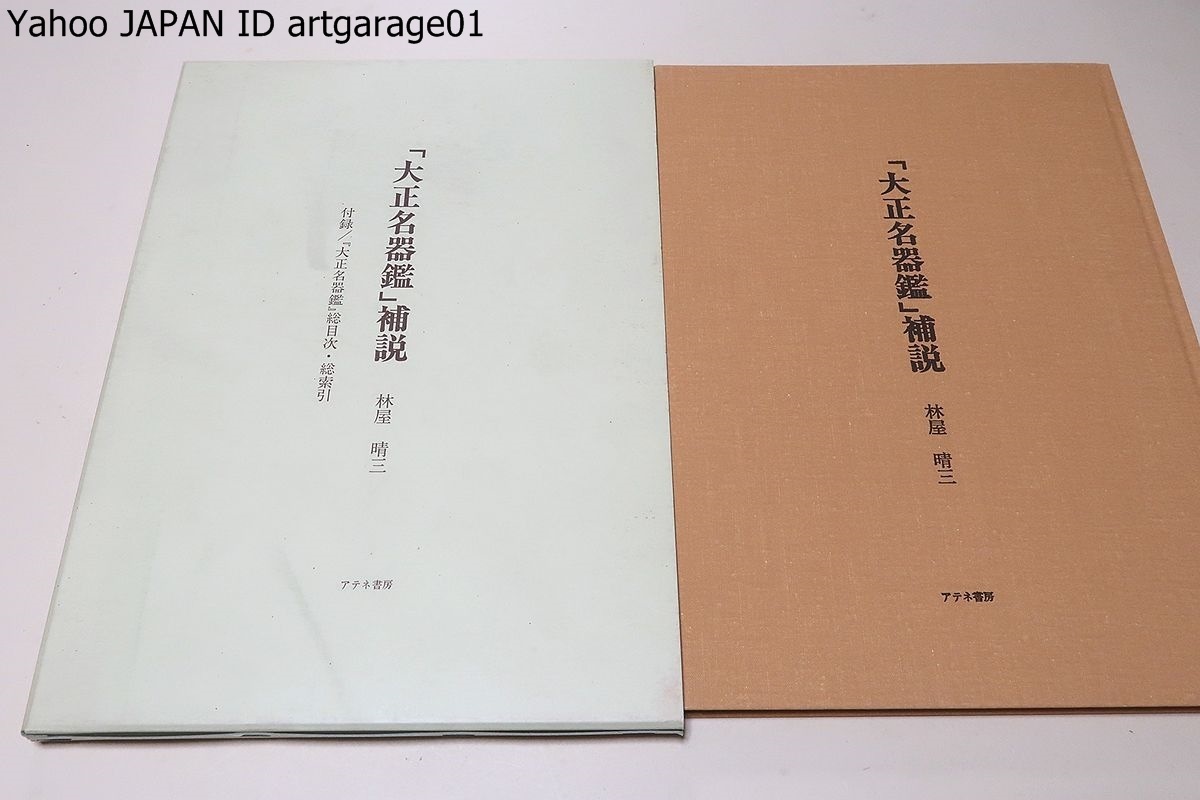 Yahoo JAPAN ID artgarage01
「大正名器鑑」補説
林屋 晴三
付録/『大正名器鑑』総目次・総索引
アテネ書房
「大正名器鑑」補説
林屋 晴三
アテネ書房